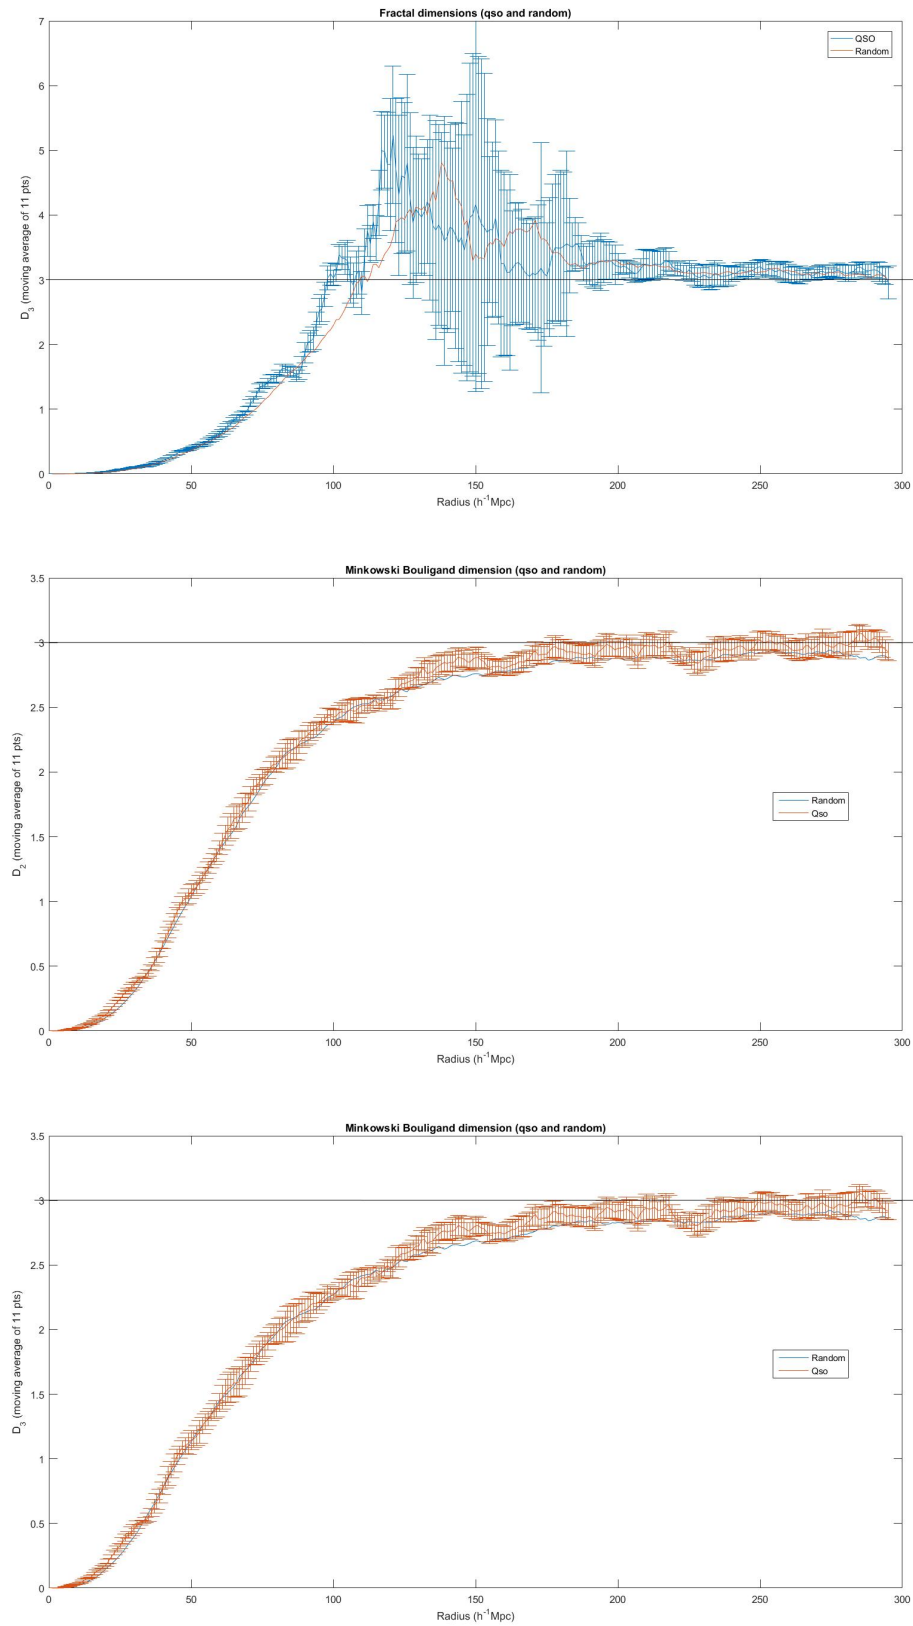 Fractal dimensions (qso and random)
7
6
5
4
3
2
1
0
D3 (moving average of 11 pts)
QSO
Random
0 50 100 150 200 250 300
Radius (h-1Mpc)
Minkowski Bouligand dimension (qso and random)
3.5
3
2.5
2
1.5
1
0.5
0
D2 (moving average of 11 pts)
Random
Qso
0 50 100 150 200 250 300
Radius (h-1Mpc)
Minkowski Bouligand dimension (qso and random)
3.5
3
2.5
2
1.5
1
0.5
0
D3 (moving average of 11 pts)
Random
Qso
0 50 100 150 200 250 300
Radius (h-1Mpc)